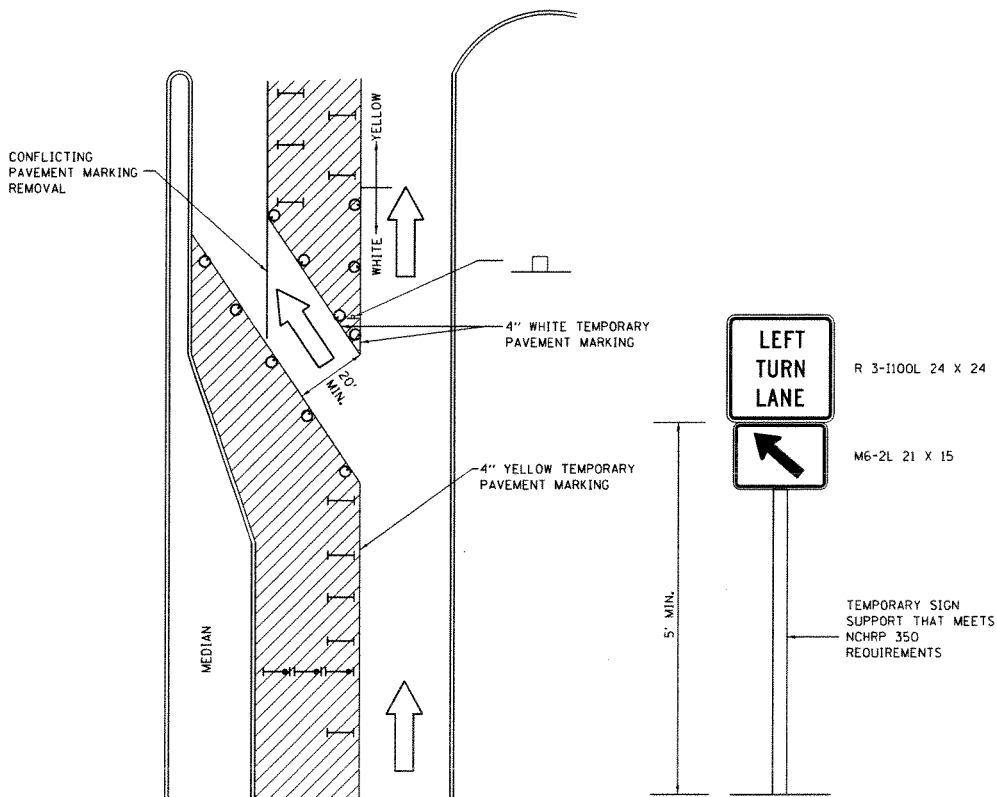 CONFLICTING
PAVEMENT MARKING
REMOVAL
YELLOW
WHITE
4" WHITE TEMPORARY
PAVEMENT MARKING
20'
MIN.
4" YELLOW TEMPORARY
PAVEMENT MARKING
MEDIAN
LEFT
TURN
LANE
R 3-I100L 24 X 24
M6-2L 21 X 15
5' MIN.
TEMPORARY SIGN
SUPPORT THAT MEETS
NCHRP 350
REQUIREMENTS